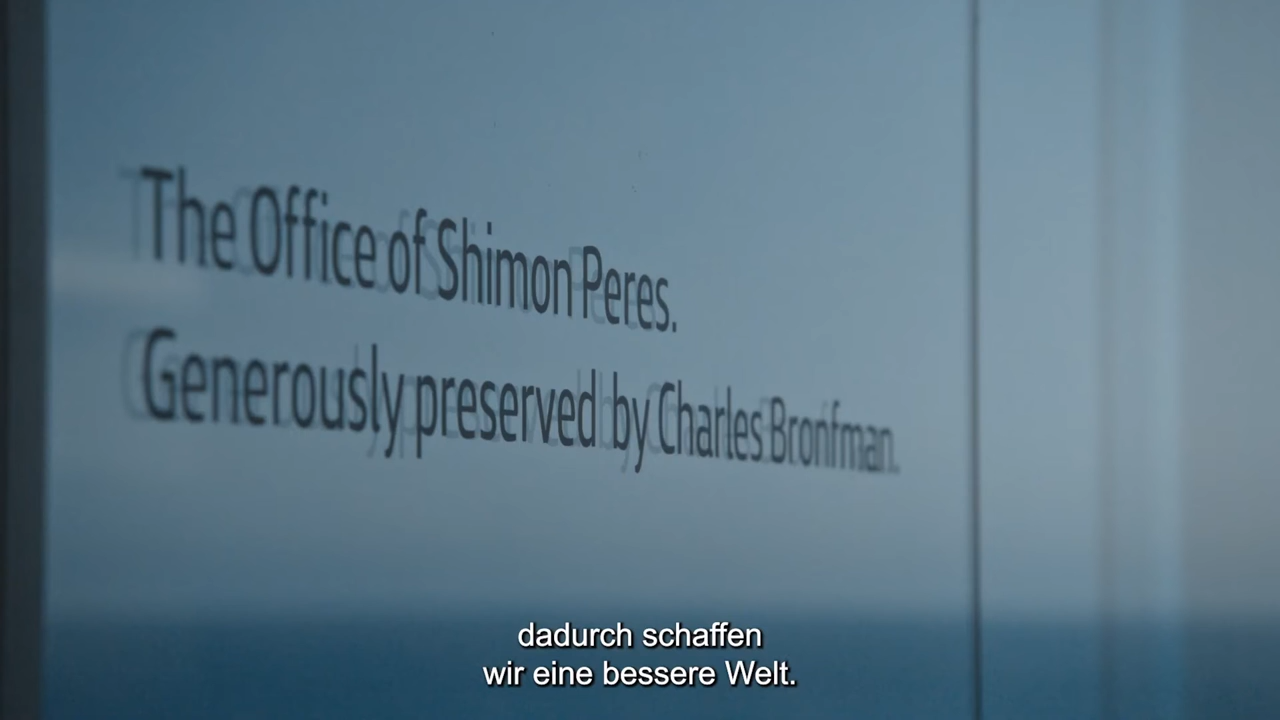 The Office of Shimon Peres.
Generously preserved by Charles Bronfman.
dadurch schaffen
wir eine bessere Welt.